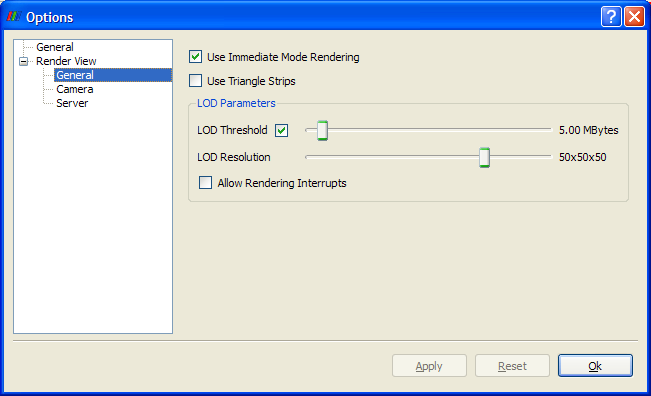 Options
General
Render View
General
Camera
Server
Use Immediate Mode Rendering
Use Triangle Strips
LOD Parameters
LOD Threshold 5.00 MBytes
LOD Resolution 50x50x50
Allow Rendering Interrupts
Apply Reset Ok